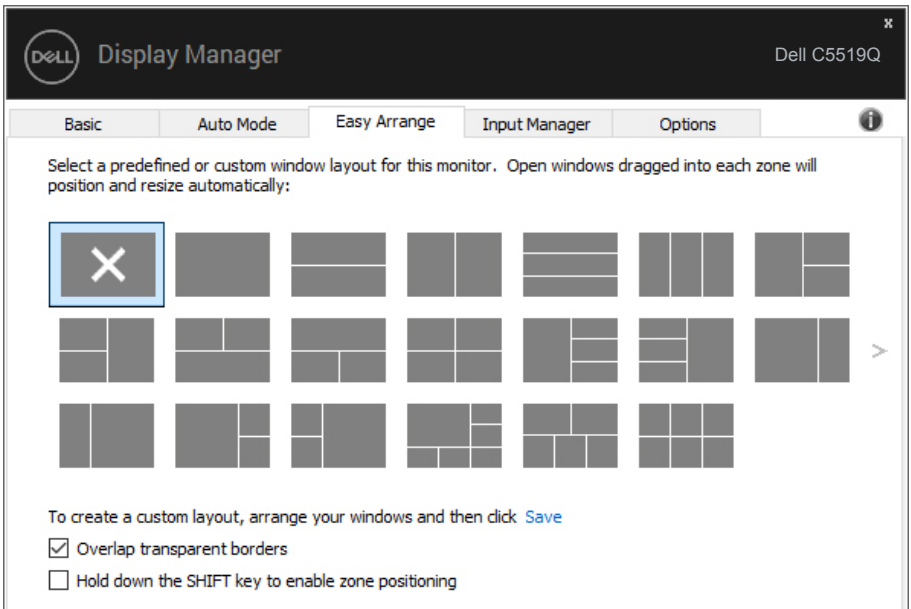 x
DELL
Display Manager
Dell C5519Q
Basic
Auto Mode
Easy Arrange
Input Manager
Options
i
Select a predefined or custom window layout for this monitor. Open windows dragged into each zone will
position and resize automatically:
>
To create a custom layout, arrange your windows and then click Save
Overlap transparent borders
Hold down the SHIFT key to enable zone positioning